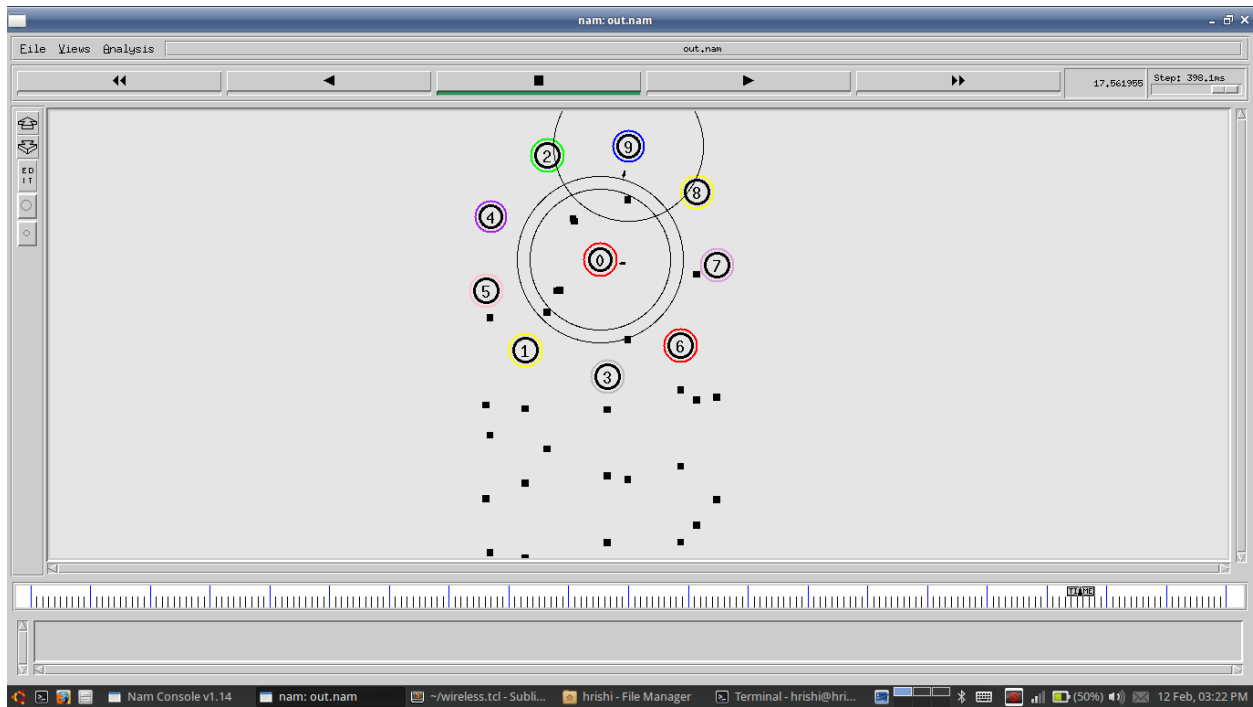 nam: out.nam
File Views Analysis out.nam
17.561955 Step: 398.1ms
ED
IT
2 9
8
4
0 7
5
1 6
3
TIME
Nam Console v1.14 nam: out.nam ~/wireless.tcl - Subli... hrishi - File Manager Terminal - hrishi@hri... (50%) 12 Feb, 03:22 PM